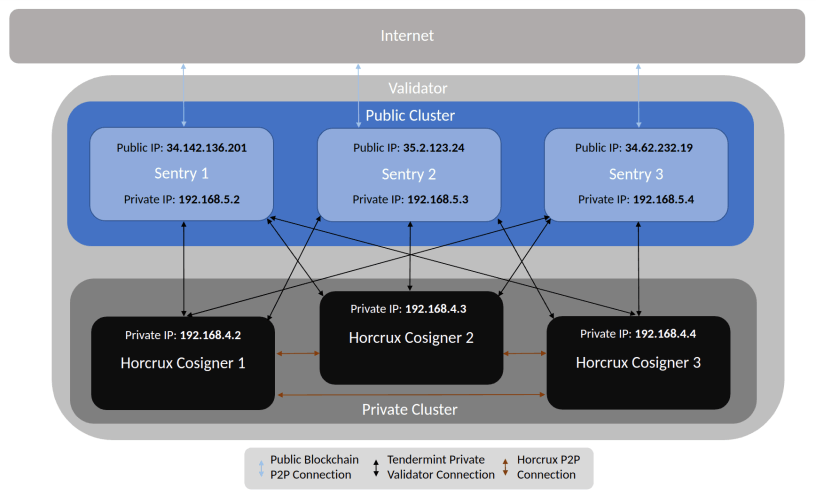 Internet
Validator
Public Cluster
Public IP: 34.142.136.201
Sentry 1
Private IP: 192.168.5.2
Public IP: 35.2.123.24
Sentry 2
Private IP: 192.168.5.3
Public IP: 34.62.232.19
Sentry 3
Private IP: 192.168.5.4
Private IP: 192.168.4.2
Horcrux Cosigner 1
Private IP: 192.168.4.3
Horcrux Cosigner 2
Private IP: 192.168.4.4
Horcrux Cosigner 3
Private Cluster
Public Blockchain
P2P Connection
Tendermint Private
Validator Connection
Horcrux P2P
Connection